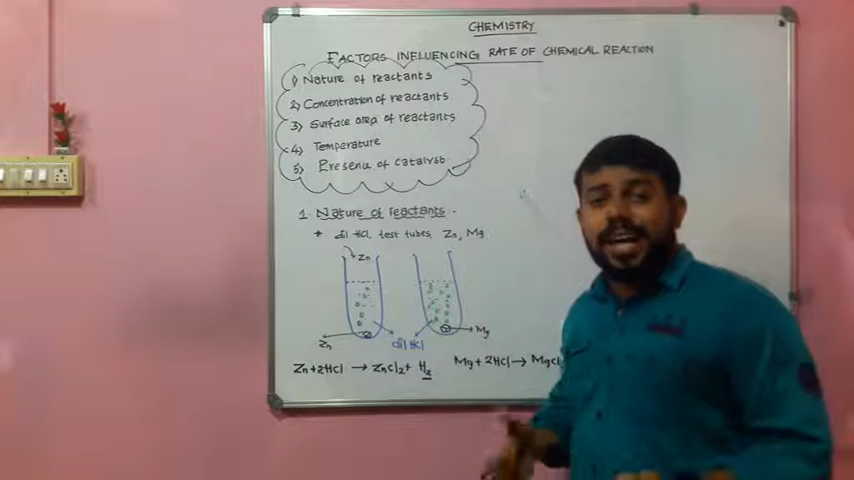 CHEMISTRY
FACTORS INFLUENCING RATE OF CHEMICAL REACTION
1) Nature of reactants
2) Concentration of reactants
3) Surface area of reactants
4) Temperature
5) Presence of catalyst
1. Nature of reactants:-
* dil HCl, test tubes, Zn, Mg
Zn
Zn
dil HCl
Mg
Zn+2HCl → ZnCl2+ H2
Mg + 2HCl → MgCl